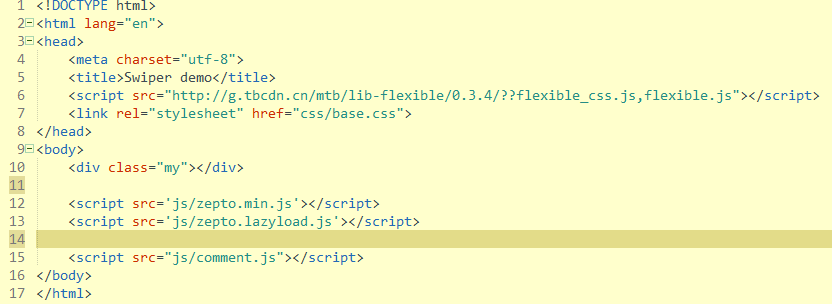 1 <!DOCTYPE html>
2 <html lang="en">
3 <head>
4     <meta charset="utf-8">
5     <title>Swiper demo</title>
6     <script src="http://g.tbcdn.cn/mtb/lib-flexible/0.3.4/??flexible_css.js,flexible.js"></script>
7     <link rel="stylesheet" href="css/base.css">
8 </head>
9 <body>
10     <div class="my"></div>
11
12     <script src='js/zepto.min.js'></script>
13     <script src='js/zepto.lazyload.js'></script>
14
15     <script src="js/comment.js"></script>
16 </body>
17 </html>